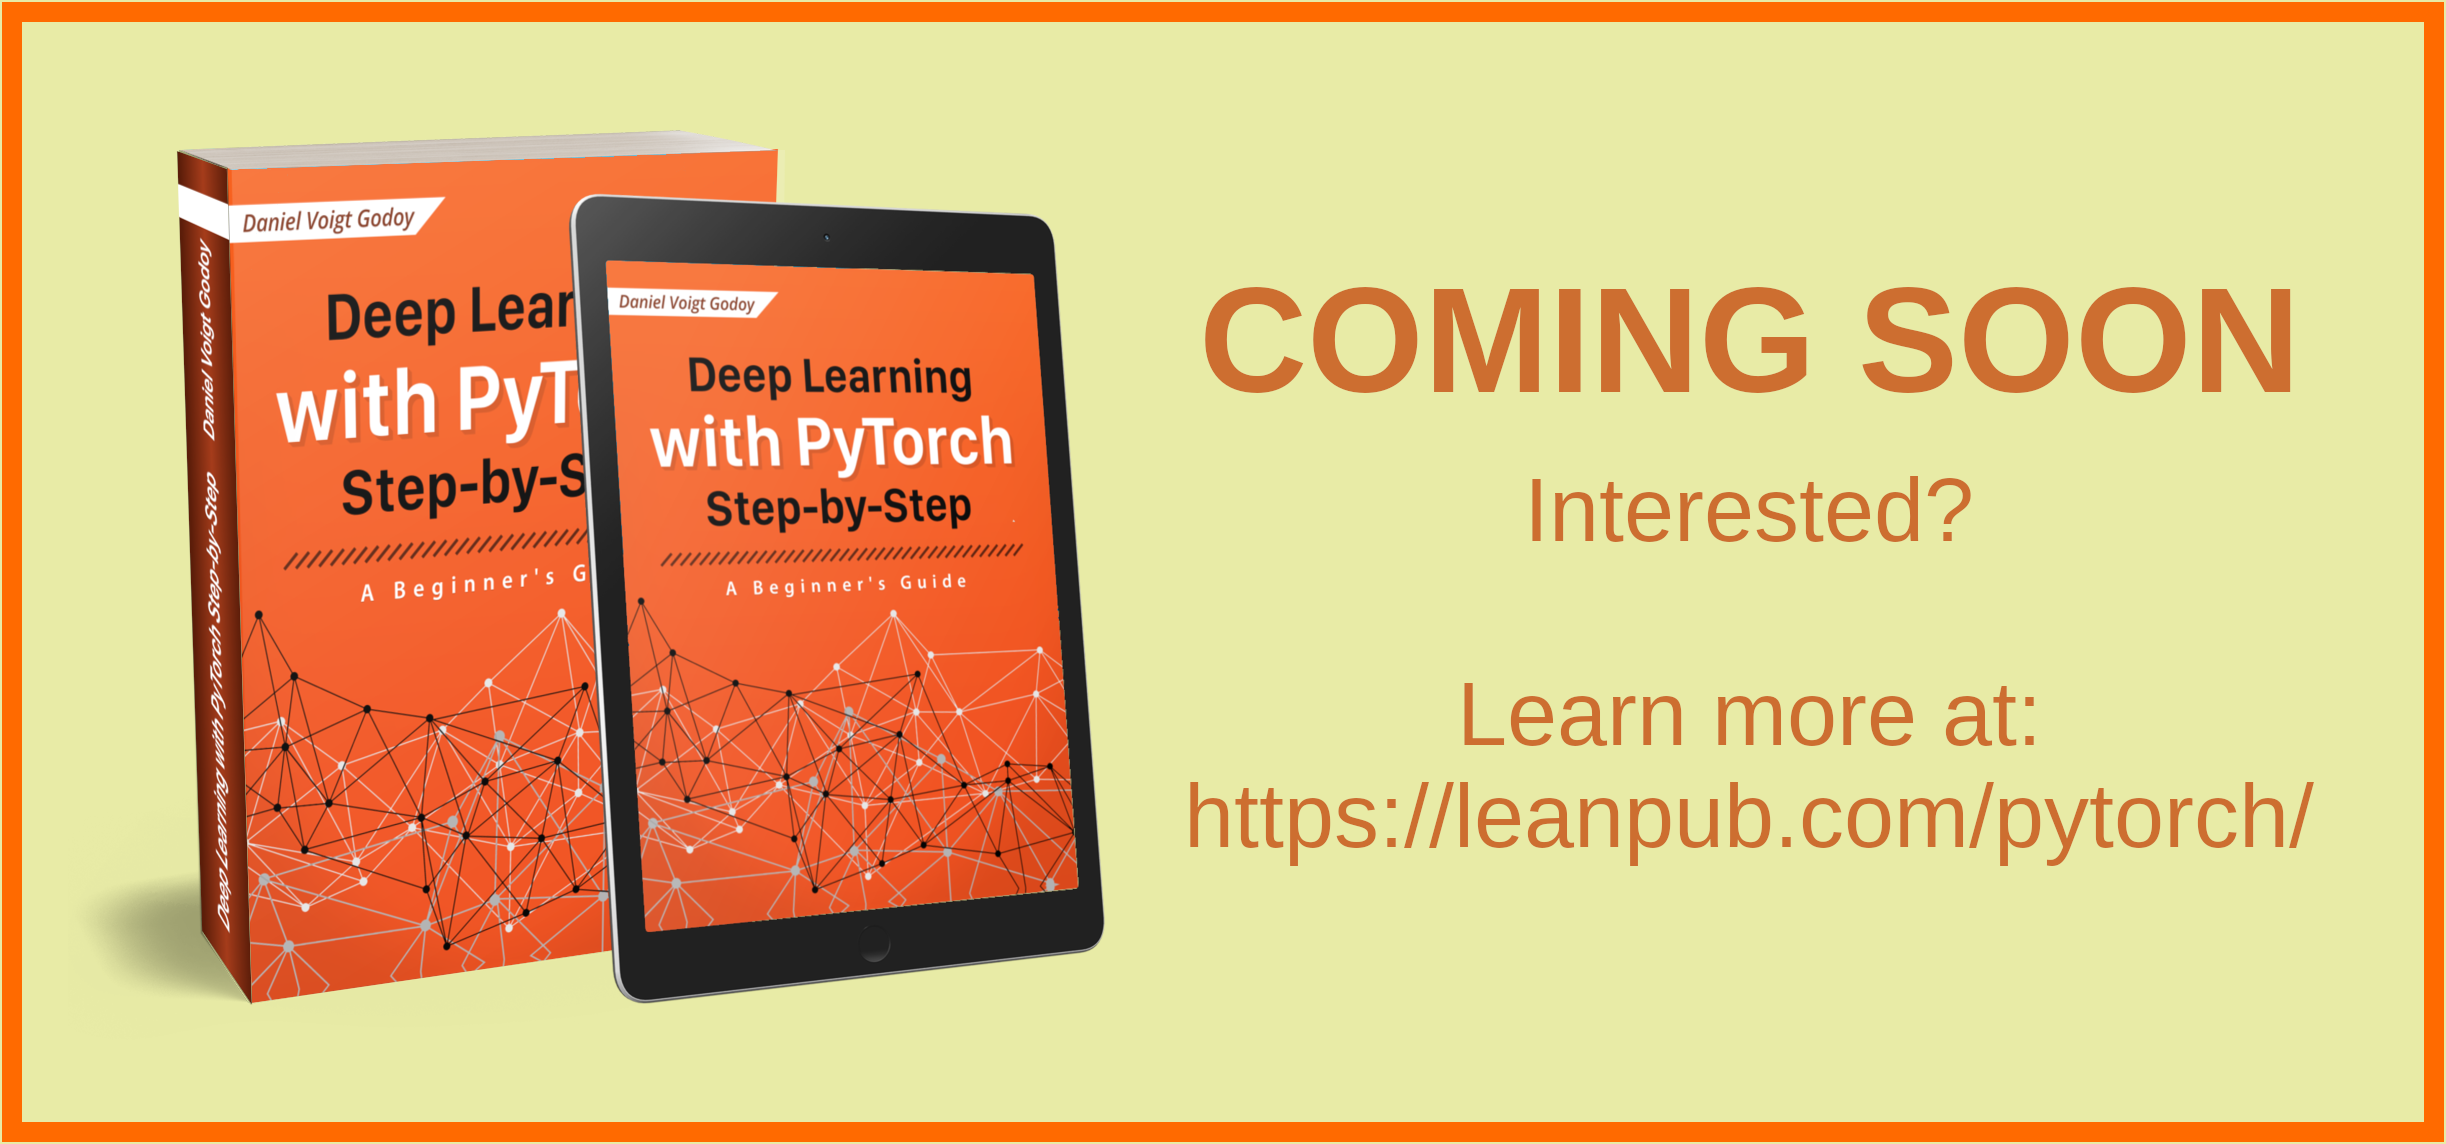 Daniel Voigt Godoy
Deep Lear
with PyT
Step-by-S
A Beginner's G
Deep Learning with PyTorch Step-by-Step Daniel Voigt Godoy
Daniel Voigt Godoy
Deep Learning
with PyTorch
Step-by-Step
A Beginner's Guide
COMING SOON
Interested?
Learn more at:
https://leanpub.com/pytorch/